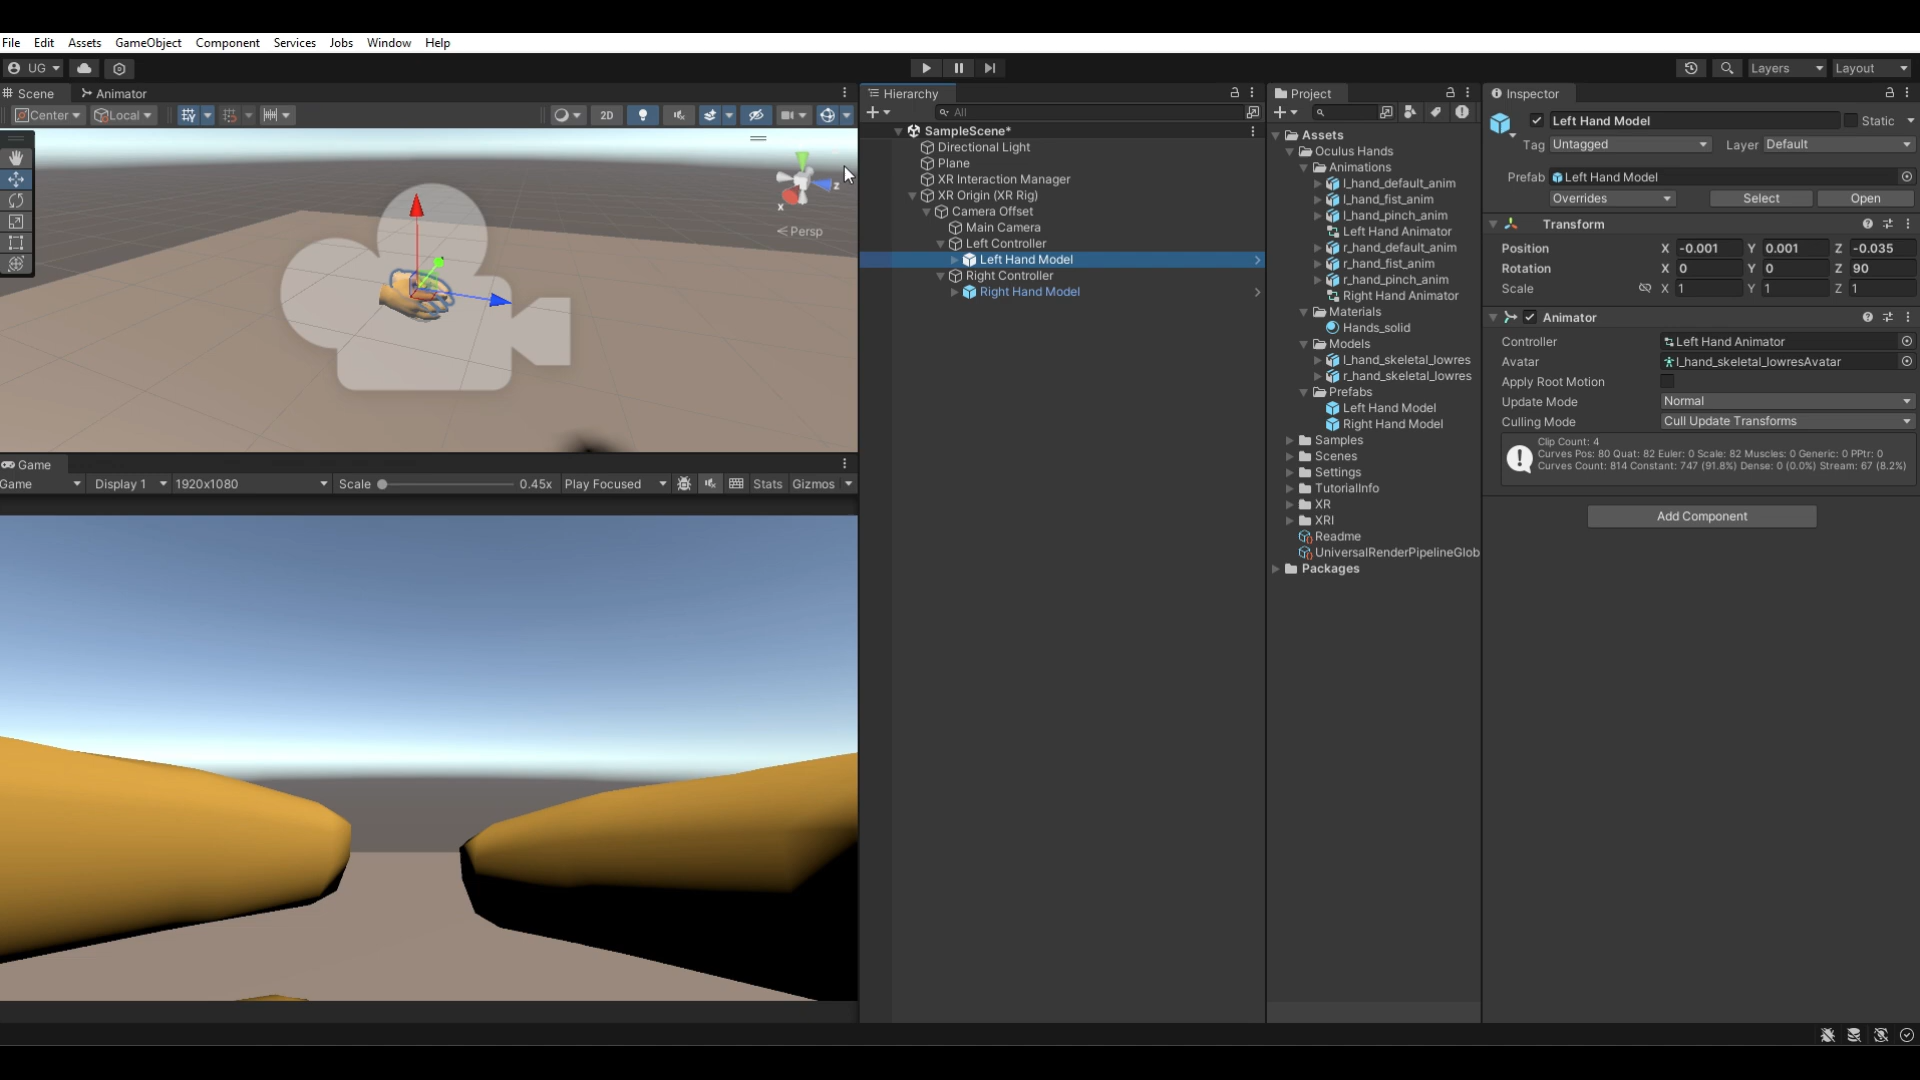 File Edit Assets GameObject Component Services Jobs Window Help
UG Layers Layout
Scene Animator
Center Local 2D
z
x
Persp
Game
Game Display 1 1920x1080 Scale 0.45x Play Focused Stats Gizmos
Hierarchy
All
SampleScene*
Directional Light
Plane
XR Interaction Manager
XR Origin (XR Rig)
Camera Offset
Main Camera
Left Controller
Left Hand Model
Right Controller
Right Hand Model
Project
Assets
Oculus Hands
Animations
l_hand_default_anim
l_hand_fist_anim
l_hand_pinch_anim
Left Hand Animator
r_hand_default_anim
r_hand_fist_anim
r_hand_pinch_anim
Right Hand Animator
Materials
Hands_solid
Models
l_hand_skeletal_lowres
r_hand_skeletal_lowres
Prefabs
Left Hand Model
Right Hand Model
Samples
Scenes
Settings
TutorialInfo
XR
XRI
Readme
UniversalRenderPipelineGlob
Packages
Inspector
Left Hand Model Static
Tag Untagged Layer Default
Prefab Left Hand Model
Overrides Select Open
Transform
Position X -0.001 Y 0.001 Z -0.035
Rotation X 0 Y 0 Z 90
Scale X 1 Y 1 Z 1
Animator
Controller Left Hand Animator
Avatar l_hand_skeletal_lowresAvatar
Apply Root Motion
Update Mode Normal
Culling Mode Cull Update Transforms
Clip Count: 4
Curves Pos: 80 Quat: 82 Euler: 0 Scale: 82 Muscles: 0 Generic: 0 PPtr: 0
Curves Count: 814 Constant: 747 (91.8%) Dense: 0 (0.0%) Stream: 67 (8.2%)
Add Component